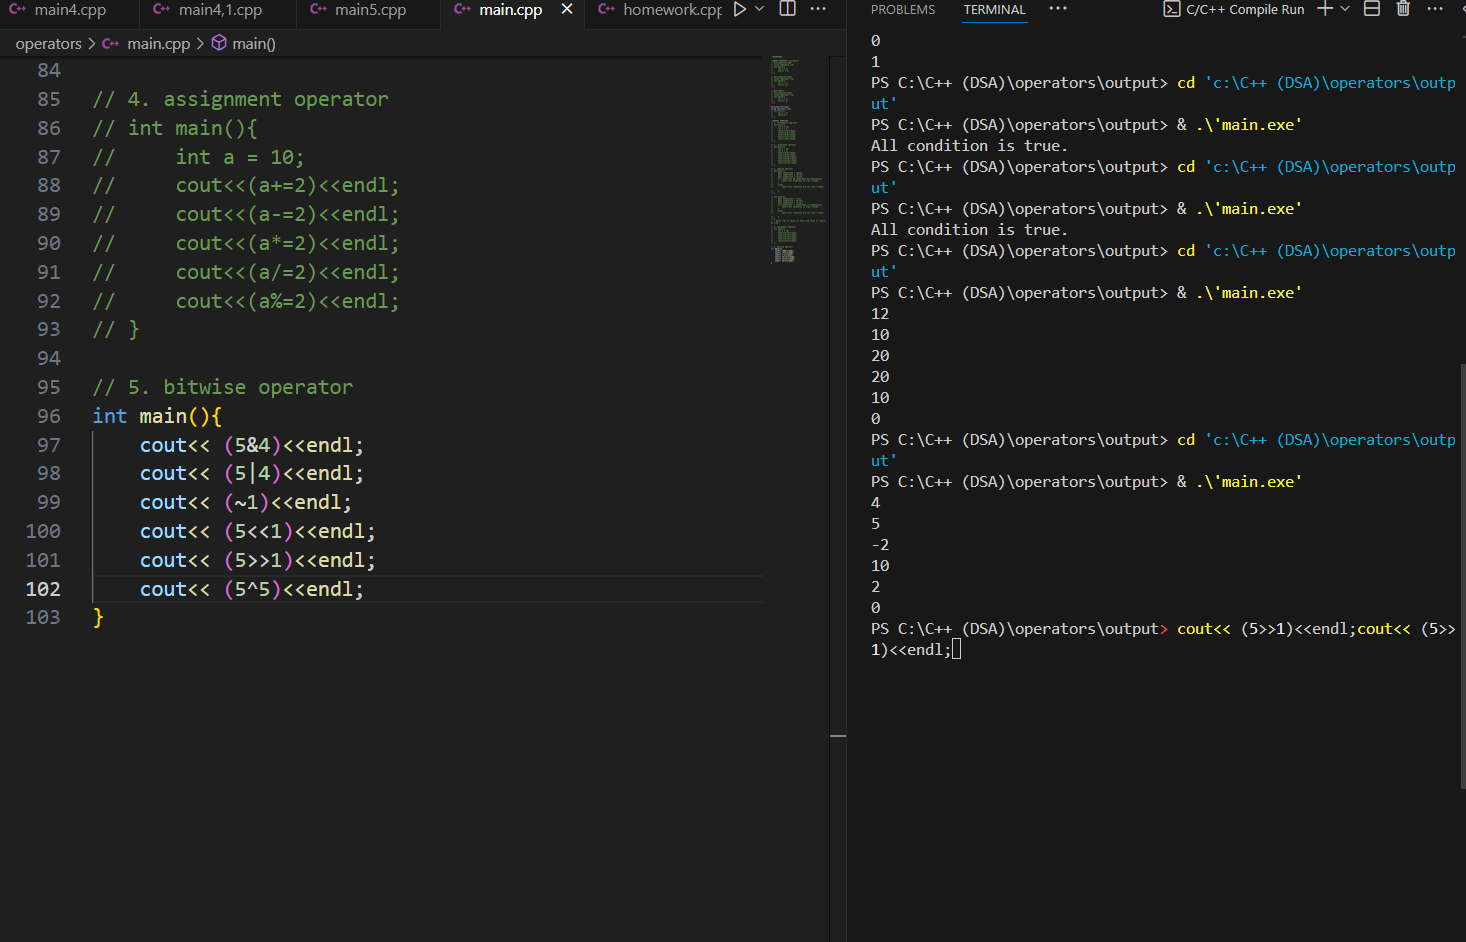 main4.cpp main4,1.cpp main5.cpp main.cpp homework.cpp
operators > main.cpp > main()
84
85 // 4. assignment operator
86 // int main(){
87 //     int a = 10;
88 //     cout<<(a+=2)<<endl;
89 //     cout<<(a-=2)<<endl;
90 //     cout<<(a*=2)<<endl;
91 //     cout<<(a/=2)<<endl;
92 //     cout<<(a%=2)<<endl;
93 // }
94
95 // 5. bitwise operator
96 int main(){
97     cout<< (5&4)<<endl;
98     cout<< (5|4)<<endl;
99     cout<< (~1)<<endl;
100     cout<< (5<<1)<<endl;
101     cout<< (5>>1)<<endl;
102     cout<< (5^5)<<endl;
103 }
PROBLEMS TERMINAL ... C/C++ Compile Run
0
1
PS C:\C++ (DSA)\operators\output> cd 'c:\C++ (DSA)\operators\outp
ut'
PS C:\C++ (DSA)\operators\output> & .\'main.exe'
All condition is true.
PS C:\C++ (DSA)\operators\output> cd 'c:\C++ (DSA)\operators\outp
ut'
PS C:\C++ (DSA)\operators\output> & .\'main.exe'
All condition is true.
PS C:\C++ (DSA)\operators\output> cd 'c:\C++ (DSA)\operators\outp
ut'
PS C:\C++ (DSA)\operators\output> & .\'main.exe'
12
10
20
20
10
0
PS C:\C++ (DSA)\operators\output> cd 'c:\C++ (DSA)\operators\outp
ut'
PS C:\C++ (DSA)\operators\output> & .\'main.exe'
4
5
-2
10
2
0
PS C:\C++ (DSA)\operators\output> cout<< (5>>1)<<endl;cout<< (5>>
1)<<endl;